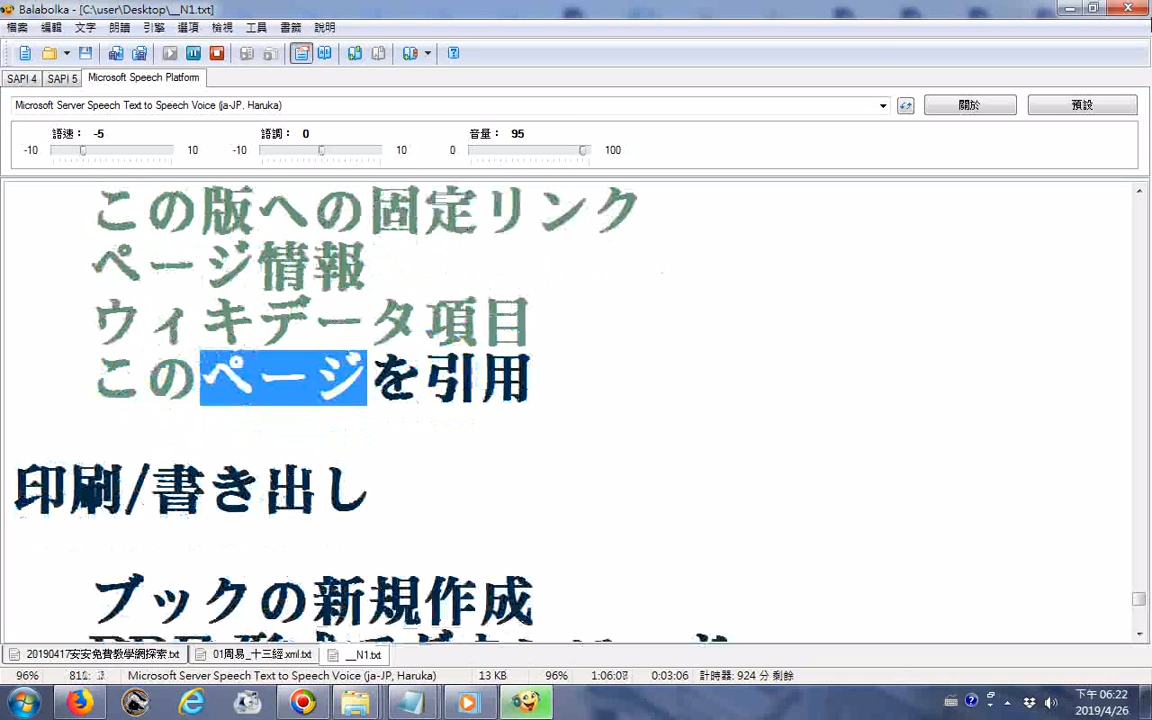 Balabolka - [C:\user\Desktop\__N1.txt]
檔案 編輯 文字 朗讀 引擎 選項 檢視 工具 書籤 說明
SAPI 4 SAPI 5 Microsoft Speech Platform
Microsoft Server Speech Text to Speech Voice (ja-JP, Haruka) 關於 預設
語速： -5 語調： 0 音量： 95
-10 10 -10 10 0 100
この版への固定リンク
ページ情報
ウィキデータ項目
このページを引用
印刷/書き出し
ブックの新規作成
20190417安安免費教學網探索.txt 01周易_十三經.xml.txt __N1.txt
96% Microsoft Server Speech Text to Speech Voice (ja-JP, Haruka) 13 KB 96% 0:03:06 計時器: 924 分 剩餘
下午 06:22
2019/4/26